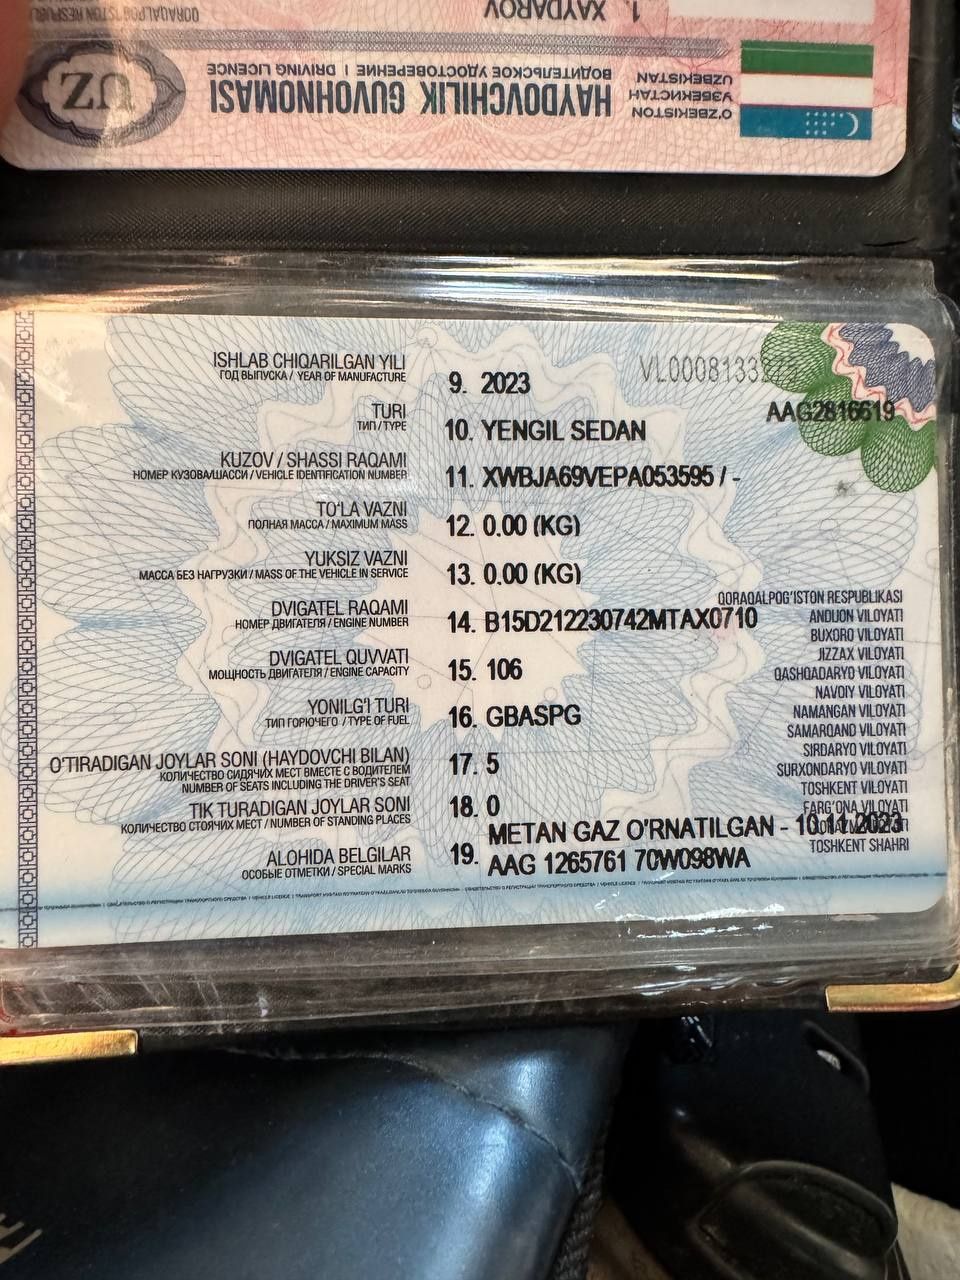 QORAQALPOG'ISTON RESPUBLI
1. XAYDAROV
O'ZBEKISTON
ЎЗБЕКИСТАН
UZBEKISTAN
HAYDOVCHILIK GUVOHNOMASI
ВОДИТЕЛЬСКОЕ УДОСТОВЕРЕНИЕ | DRIVING LICENCE
UZ
ISHLAB CHIQARILGAN YILI
ГОД ВЫПУСКА / YEAR OF MANUFACTURE
9. 2023
AAG2816619
TURI
ТИП / TYPE
10. YENGIL SEDAN
KUZOV / SHASSI RAQAMI
НОМЕР КУЗОВА/ШАССИ / VEHICLE IDENTIFICATION NUMBER
11. XWBJA69VEPA053595 / -
TO'LA VAZNI
ПОЛНАЯ МАССА / MAXIMUM MASS
12. 0.00 (KG)
YUKSIZ VAZNI
МАССА БЕЗ НАГРУЗКИ / MASS OF THE VEHICLE IN SERVICE
13. 0.00 (KG)
DVIGATEL RAQAMI
НОМЕР ДВИГАТЕЛЯ / ENGINE NUMBER
14. B15D212230742MTAX0710
DVIGATEL QUVVATI
МОЩНОСТЬ ДВИГАТЕЛЯ / ENGINE CAPACITY
15. 106
YONILG'I TURI
ТИП ГОРЮЧЕГО / TYPE OF FUEL
16. GBASPG
O'TIRADIGAN JOYLAR SONI (HAYDOVCHI BILAN)
КОЛИЧЕСТВО СИДЯЧИХ МЕСТ ВМЕСТЕ С ВОДИТЕЛЕМ
NUMBER OF SEATS INCLUDING THE DRIVER'S SEAT
17. 5
TIK TURADIGAN JOYLAR SONI
КОЛИЧЕСТВО СТОЯЧИХ МЕСТ / NUMBER OF STANDING PLACES
18. 0
ALOHIDA BELGILAR
ОСОБЫЕ ОТМЕТКИ / SPECIAL MARKS
19. METAN GAZ O'RNATILGAN - 10.11.2023
AAG 1265761 70W098WA
QORAQALPOG'ISTON RESPUBLIKASI
ANDIJON VILOYATI
BUXORO VILOYATI
JIZZAX VILOYATI
QASHQADARYO VILOYATI
NAVOIY VILOYATI
NAMANGAN VILOYATI
SAMARQAND VILOYATI
SIRDARYO VILOYATI
SURXONDARYO VILOYATI
TOSHKENT VILOYATI
FARG'ONA VILOYATI
TOSHKENT SHAHRI